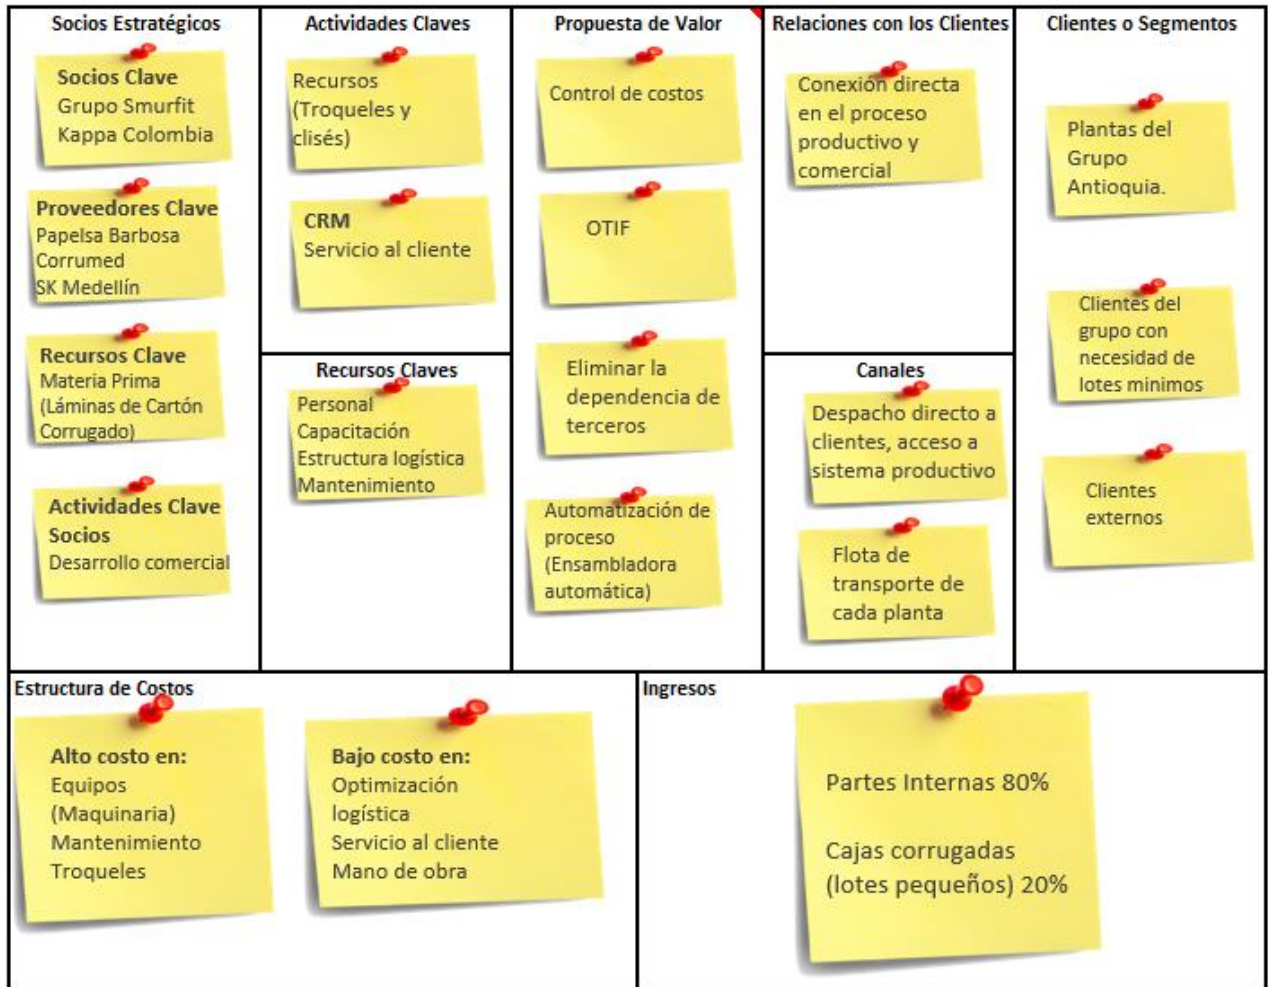 Socios Estratégicos
Socios Clave
Grupo Smurfit
Kappa Colombia
Proveedores Clave
Papelsa Barbosa
Corrumed
SK Medellín
Recursos Clave
Materia Prima
(Láminas de Cartón
Corrugado)
Actividades Clave
Socios
Desarrollo comercial
Actividades Claves
Recursos
(Troqueles y
clisés)
CRM
Servicio al cliente
Recursos Claves
Personal
Capacitación
Estructura logística
Mantenimiento
Propuesta de Valor
Control de costos
OTIF
Eliminar la
dependencia de
terceros
Automatización de
proceso
(Ensambladora
automática)
Relaciones con los Clientes
Conexión directa
en el proceso
productivo y
comercial
Canales
Despacho directo a
clientes, acceso a
sistema productivo
Flota de
transporte de
cada planta
Clientes o Segmentos
Plantas del
Grupo
Antioquia.
Clientes del
grupo con
necesidad de
lotes minimos
Clientes
externos
Estructura de Costos
Alto costo en:
Equipos
(Maquinaria)
Mantenimiento
Troqueles
Bajo costo en:
Optimización
logística
Servicio al cliente
Mano de obra
Ingresos
Partes Internas 80%
Cajas corrugadas
(lotes pequeños) 20%